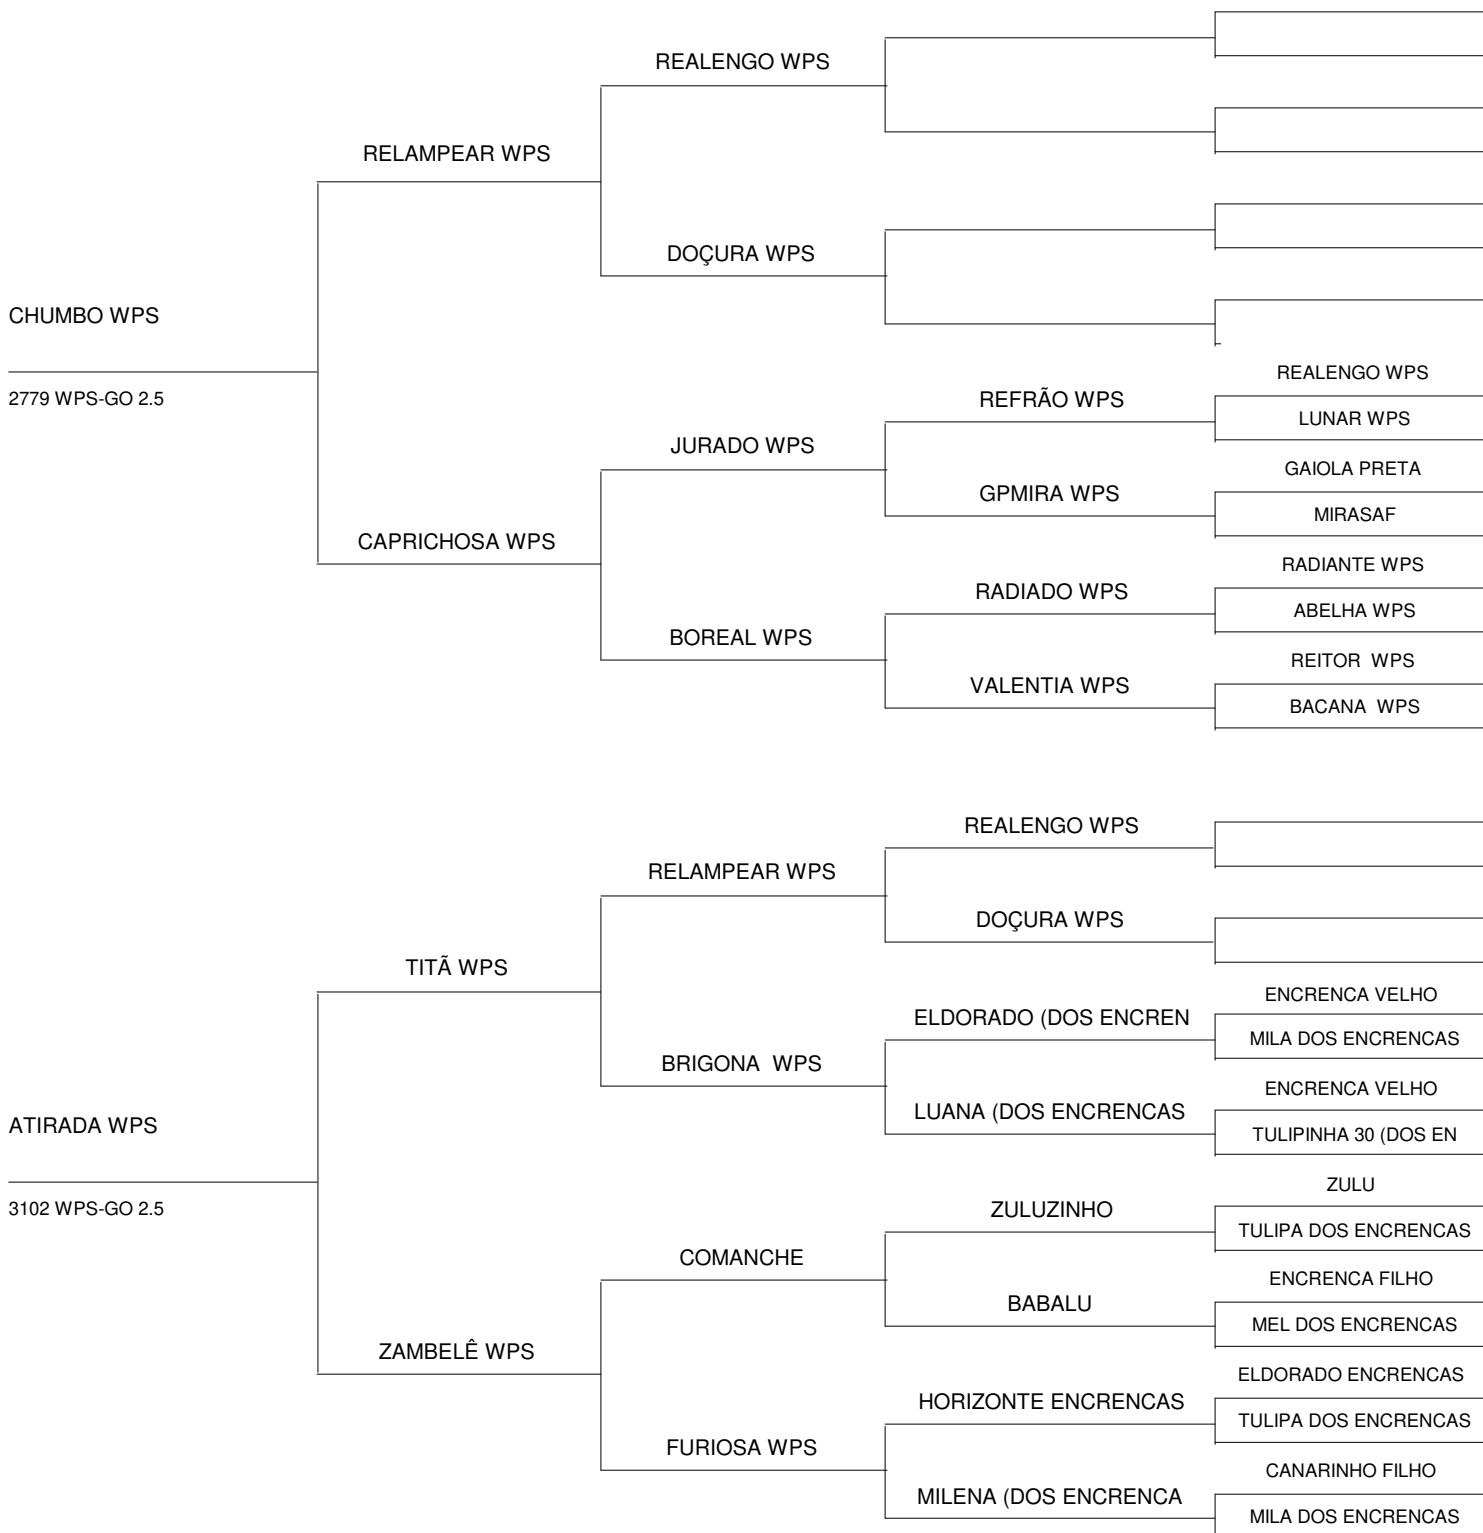 REALENGO WPS
RELAMPEAR WPS
DOÇURA WPS
CHUMBO WPS
2779 WPS-GO 2.5
REALENGO WPS
REFRÃO WPS
LUNAR WPS
JURADO WPS
GAIOLA PRETA
GPMIRA WPS
MIRASAF
CAPRICHOSA WPS
RADIANTE WPS
RADIADO WPS
ABELHA WPS
BOREAL WPS
REITOR  WPS
VALENTIA WPS
BACANA  WPS
REALENGO WPS
RELAMPEAR WPS
DOÇURA WPS
TITÃ WPS
ENCRENCA VELHO
ELDORADO (DOS ENCREN
MILA DOS ENCRENCAS
BRIGONA  WPS
ENCRENCA VELHO
LUANA (DOS ENCRENCAS
TULIPINHA 30 (DOS EN
ATIRADA WPS
3102 WPS-GO 2.5
ZULU
ZULUZINHO
TULIPA DOS ENCRENCAS
COMANCHE
ENCRENCA FILHO
BABALU
MEL DOS ENCRENCAS
ZAMBELÊ WPS
ELDORADO ENCRENCAS
HORIZONTE ENCRENCAS
TULIPA DOS ENCRENCAS
FURIOSA WPS
CANARINHO FILHO
MILENA (DOS ENCRENCA
MILA DOS ENCRENCAS